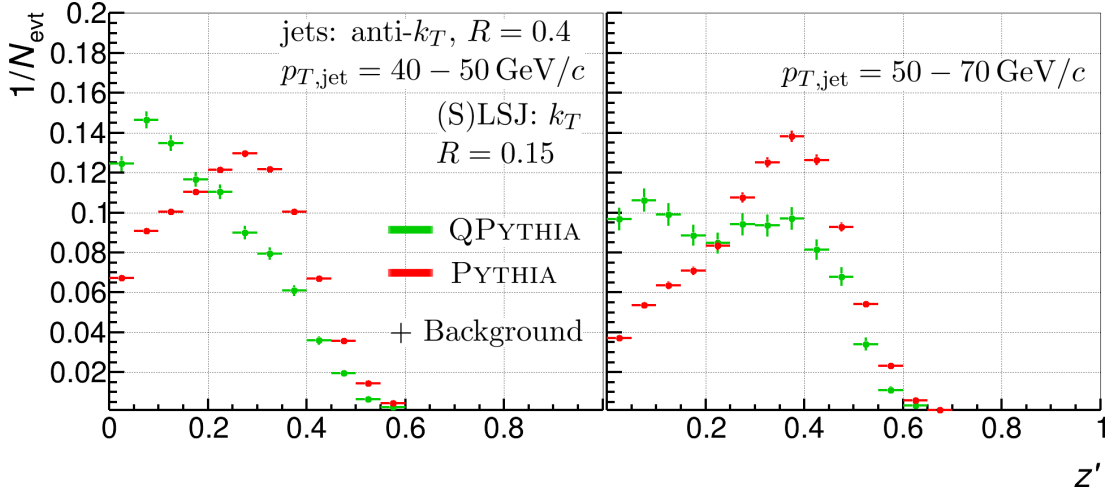 1/N_evt
0.2
0.18
0.16
0.14
0.12
0.1
0.08
0.06
0.04
0.02
jets: anti-k_T, R = 0.4
p_T,jet = 40 − 50 GeV/c
(S)LSJ: k_T
R = 0.15
QPYTHIA
PYTHIA
+ Background
p_T,jet = 50 − 70 GeV/c
0 0.2 0.4 0.6 0.8
0.2 0.4 0.6 0.8 1
z'